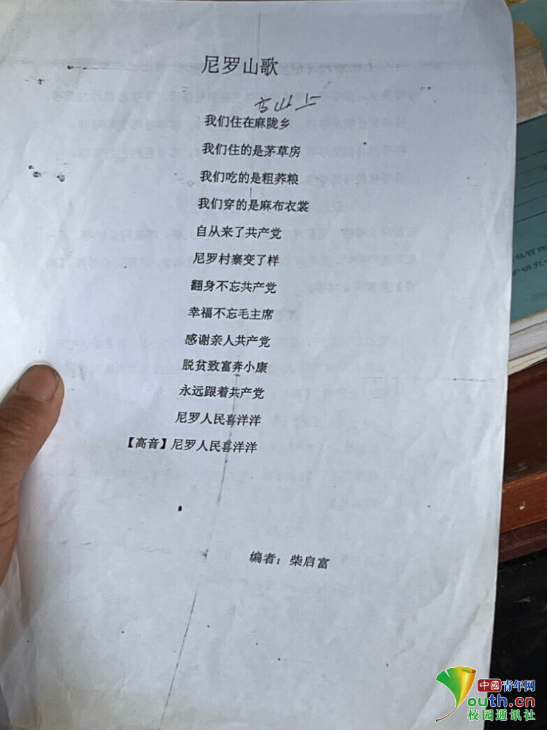 尼罗山歌
高山上
我们住在麻陇乡
我们住的是茅草房
我们吃的是粗荞粮
我们穿的是麻布衣裳
自从来了共产党
尼罗村寨变了样
翻身不忘共产党
幸福不忘毛主席
感谢亲人共产党
脱贫致富奔小康
永远跟着共产党
尼罗人民喜洋洋
【高音】尼罗人民喜洋洋
编者：柴启富
中國青年网
youth.cn
校园通讯社